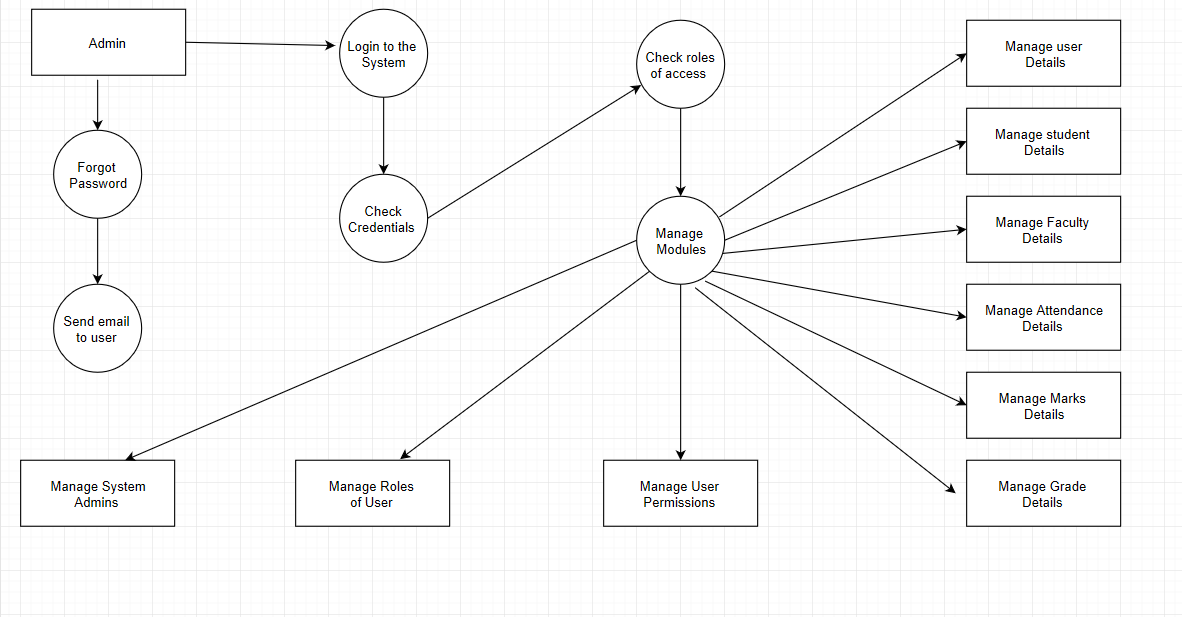 Admin
Login to the
System
Check roles
of access
Manage user
Details
Manage student
Details
Forgot
Password
Check
Credentials
Manage
Modules
Manage Faculty
Details
Send email
to user
Manage Attendance
Details
Manage Marks
Details
Manage System
Admins
Manage Roles
of User
Manage User
Permissions
Manage Grade
Details